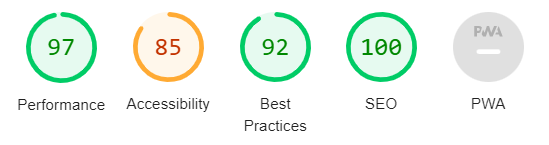 97 85 92 100 PWA
Performance Accessibility Best Practices SEO PWA